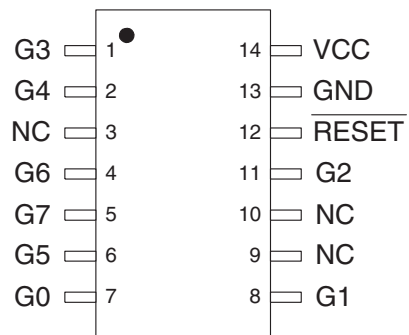 G3 1 14 VCC
G4 2 13 GND
NC 3 12 RESET
G6 4 11 G2
G7 5 10 NC
G5 6 9 NC
G0 7 8 G1